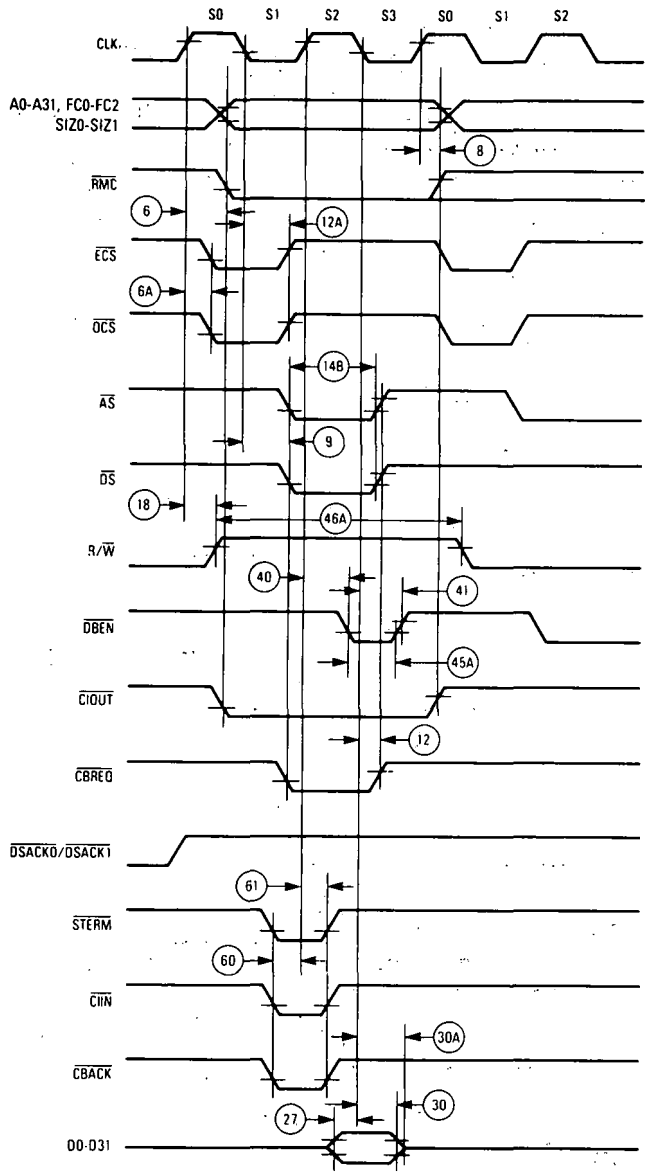 S0 S1 S2 S3 S0 S1 S2
CLK
A0-A31, FC0-FC2
SIZ0-SIZ1
8
RMC
6
12A
ECS
6A
OCS
14B
AS
9
DS
18
46A
R/W
40
41
DBEN
45A
CIOUT
12
CBREQ
DSACK0/DSACK1
61
STERM
60
CIIN
30A
CBACK
27
30
D0-D31